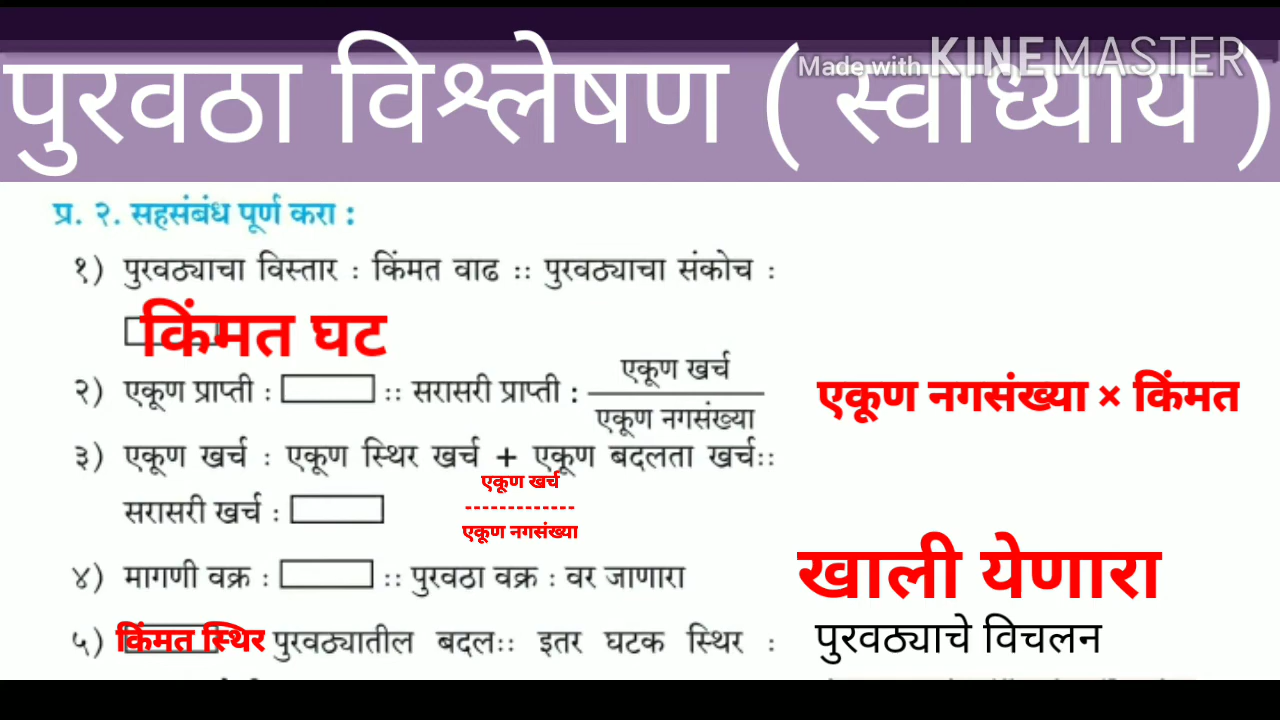 Made with KINEMASTER
पुरवठा विश्लेषण ( स्वाध्याय )
प्र. २. सहसंबंध पूर्ण करा :
१) पुरवठ्याचा विस्तार : किंमत वाढ :: पुरवठ्याचा संकोच :
किंमत घट
२) एकूण प्राप्ती : :: सरासरी प्राप्ती : एकूण खर्च
एकूण नगसंख्या
एकूण नगसंख्या × किंमत
३) एकूण खर्च : एकूण स्थिर खर्च + एकूण बदलता खर्च::
सरासरी खर्च :
एकूण खर्च
-------------
एकूण नगसंख्या
४) मागणी वक्र : :: पुरवठा वक्र : वर जाणारा
खाली येणारा
५) किंमत स्थिर पुरवठ्यातील बदल:: इतर घटक स्थिर :
पुरवठ्याचे विचलन